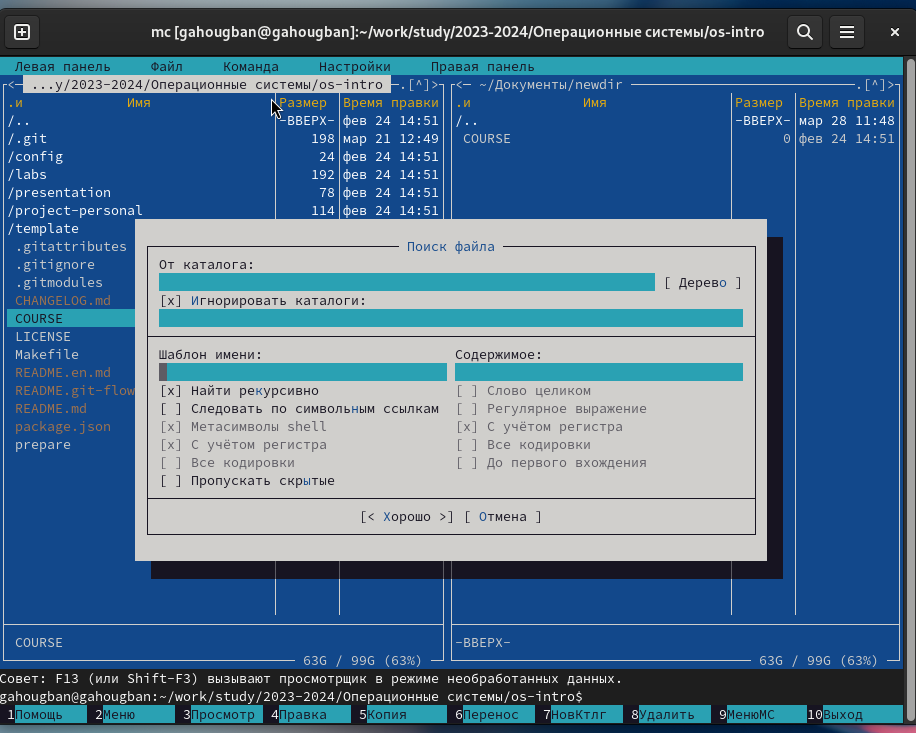 mc [gahougban@gahougban]:~/work/study/2023-2024/Операционные системы/os-intro
Левая панель Файл Команда Настройки Правая панель
<─ ...y/2023-2024/Операционные системы/os-intro ─.[^]>
.и Имя Размер Время правки
/.. -ВВЕРХ- фев 24 14:51
/.git 198 мар 21 12:49
/config 24 фев 24 14:51
/labs 192 фев 24 14:51
/presentation 78 фев 24 14:51
/project-personal 114 фев 24 14:51
/template
.gitattributes
.gitignore
.gitmodules
CHANGELOG.md
COURSE
LICENSE
Makefile
README.en.md
README.git-flow
README.md
package.json
prepare
COURSE
63G / 99G (63%)
<─ ~/Документы/newdir ─.[^]>
.и Имя Размер Время правки
/.. -ВВЕРХ- мар 28 11:48
COURSE 0 фев 24 14:51
-ВВЕРХ-
63G / 99G (63%)
Поиск файла
От каталога:
[ Дерево ]
[x] Игнорировать каталоги:
Шаблон имени: Содержимое:
[x] Найти рекурсивно [ ] Слово целиком
[ ] Следовать по символьным ссылкам [ ] Регулярное выражение
[x] Метасимволы shell [x] С учётом регистра
[x] С учётом регистра [ ] Все кодировки
[ ] Все кодировки [ ] До первого вхождения
[ ] Пропускать скрытые
[< Хорошо >] [ Отмена ]
Совет: F13 (или Shift-F3) вызывают просмотрщик в режиме необработанных данных.
gahougban@gahougban:~/work/study/2023-2024/Операционные системы/os-intro$
1Помощь 2Меню 3Просмотр 4Правка 5Копия 6Перенос 7НовКтлг 8Удалить 9МенюМС 10Выход